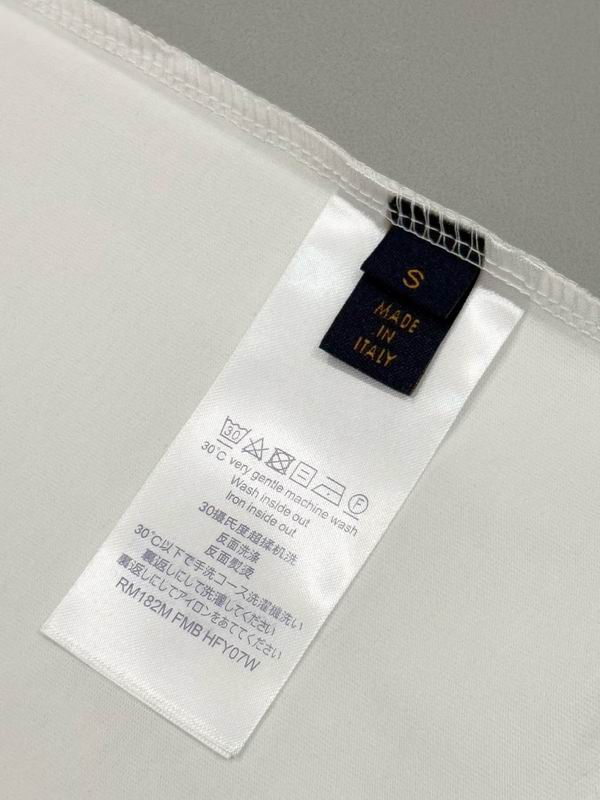 S
MADE
IN
ITALY
30
F
30°C very gentle machine wash
Wash inside out
Iron inside out
30攝氏度超揉机洗
反面洗涤
反面熨烫
30℃以下で手洗コース洗濯機洗い
裏返しにして洗濯してください
裏返しにしてアイロンをあててください
RM182M FMB HFY07W